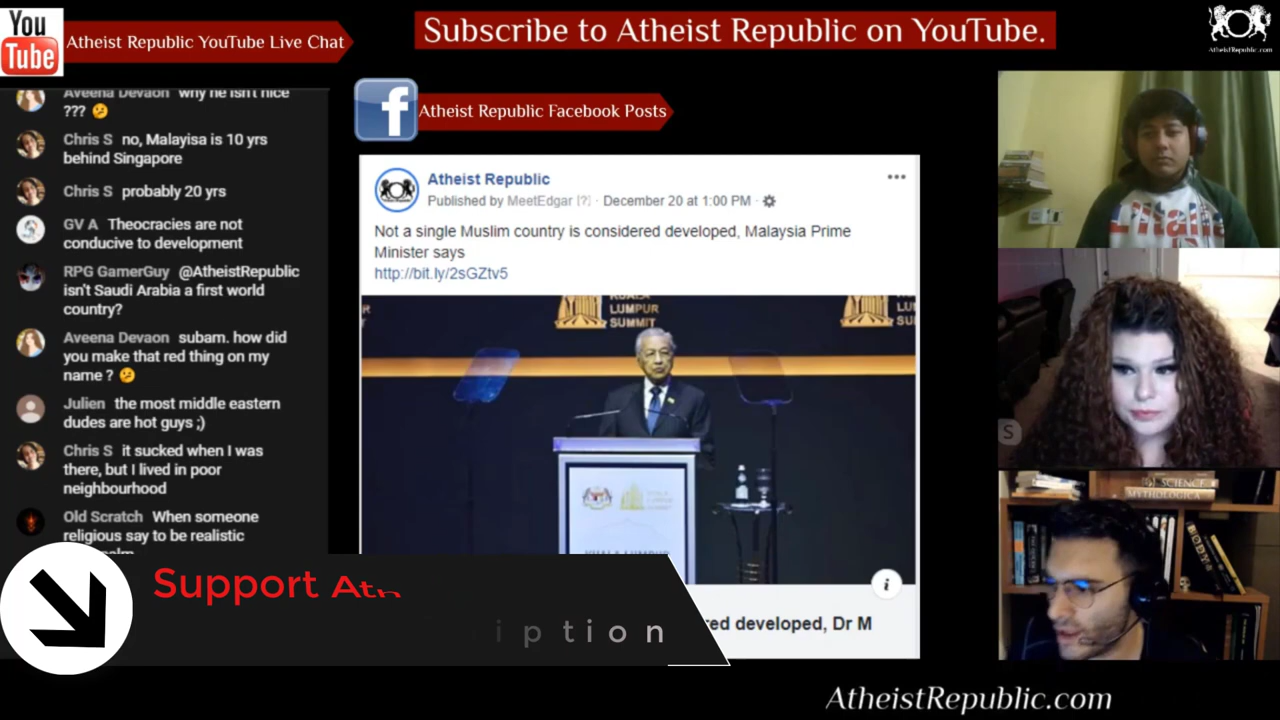 You
Tube
Atheist Republic YouTube Live Chat
Subscribe to Atheist Republic on YouTube.
AtheistRepublic.com
Aveena Devaon why he isn't nice
???
Chris S no, Malayisa is 10 yrs
behind Singapore
Chris S probably 20 yrs
GV A Theocracies are not
conducive to development
RPG GamerGuy @AtheistRepublic
isn't Saudi Arabia a first world
country?
Aveena Devaon subam. how did
you make that red thing on my
name ?
Julien the most middle eastern
dudes are hot guys ;)
Chris S it sucked when I was
there, but I lived in poor
neighbourhood
Old Scratch When someone
religious say to be realistic
f
Atheist Republic Facebook Posts
Atheist Republic
Published by MeetEdgar [?] · December 20 at 1:00 PM ·
Not a single Muslim country is considered developed, Malaysia Prime
Minister says
http://bit.ly/2sGZtv5
KUALA
LUMPUR
SUMMIT
i
red developed, Dr M
Support Ath
iption
S
SCIENCE
MYTHOLOGICA
BODY
AtheistRepublic.com